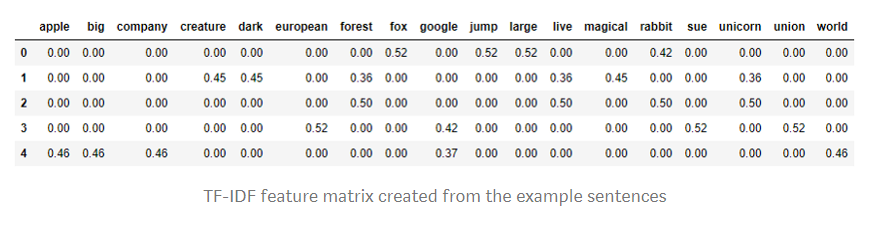 apple big company creature dark european forest fox google jump large live magical rabbit sue unicorn union world
0 0.00 0.00 0.00 0.00 0.00 0.00 0.00 0.52 0.00 0.52 0.52 0.00 0.00 0.42 0.00 0.00 0.00 0.00
1 0.00 0.00 0.00 0.45 0.45 0.00 0.36 0.00 0.00 0.00 0.00 0.36 0.45 0.00 0.00 0.36 0.00 0.00
2 0.00 0.00 0.00 0.00 0.00 0.00 0.50 0.00 0.00 0.00 0.00 0.50 0.00 0.50 0.00 0.50 0.00 0.00
3 0.00 0.00 0.00 0.00 0.00 0.52 0.00 0.00 0.42 0.00 0.00 0.00 0.00 0.00 0.52 0.00 0.52 0.00
4 0.46 0.46 0.46 0.00 0.00 0.00 0.00 0.00 0.37 0.00 0.00 0.00 0.00 0.00 0.00 0.00 0.00 0.46
TF-IDF feature matrix created from the example sentences